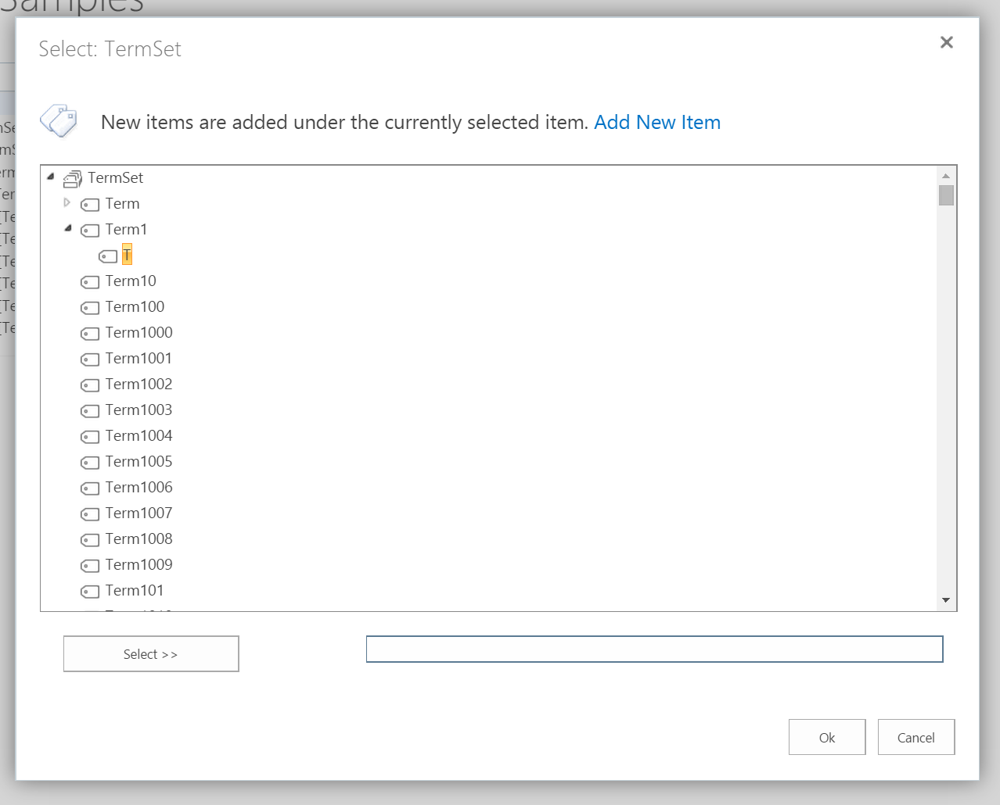 Samples
Select: TermSet
New items are added under the currently selected item. Add New Item
TermSet
Term
Term1
T
Term10
Term100
Term1000
Term1001
Term1002
Term1003
Term1004
Term1005
Term1006
Term1007
Term1008
Term1009
Term101
Select >>
Ok
Cancel